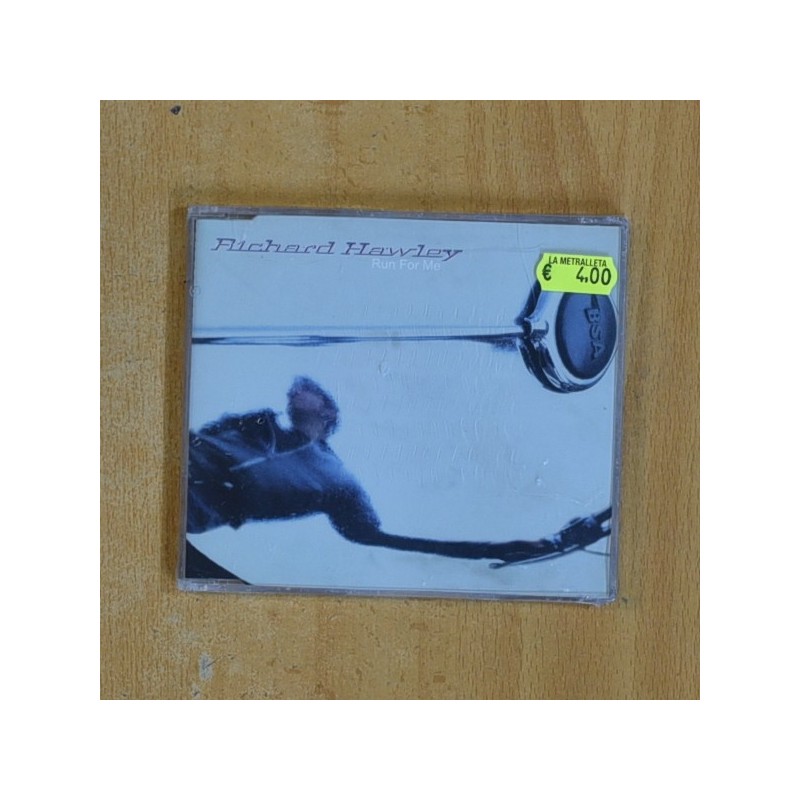 Richard Hawley
Run For Me
LA METRALLETA
€ 4.00
BSA